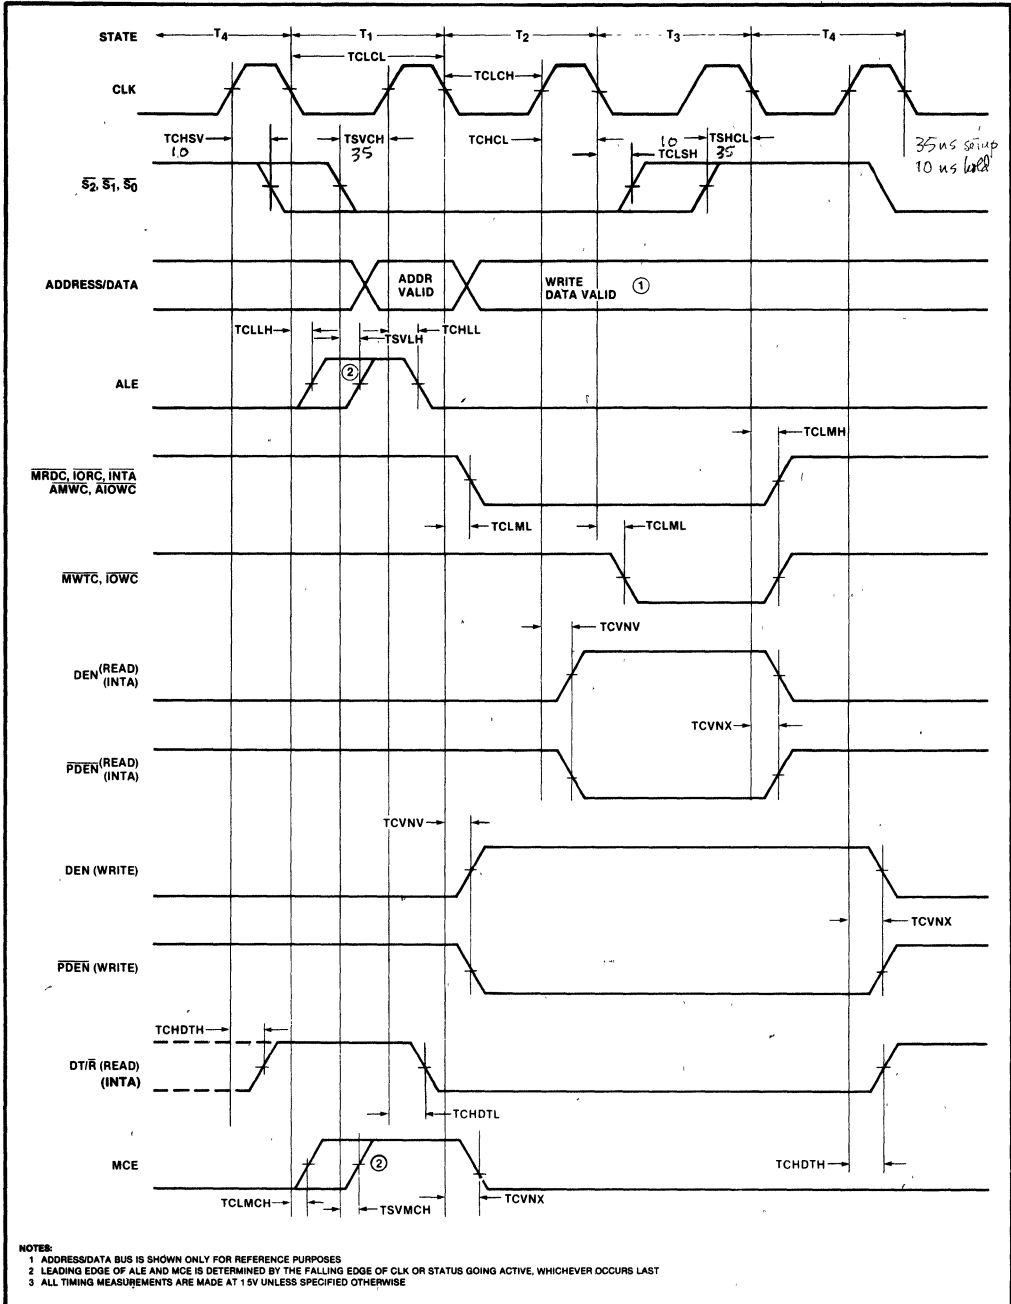 STATE T4 T1 T2 T3 T4
TCLCL
TCLCH
CLK
TCHSV TSVCH TCHCL 10 TSHCL
10 35 TCLSH 35
35 ns setup
10 ns hold
S2, S1, S0
ADDRESS/DATA
ADDR VALID
WRITE DATA VALID 1
TCLLH TSVLH TCHLL
ALE 2
TCLMH
MRDC, IORC, INTA
AMWC, AIOWC
TCLML TCLML
MWTC, IOWC
TCVNV
DEN (READ)
(INTA)
TCVNX
PDEN (READ)
(INTA)
TCVNV
DEN (WRITE)
TCVNX
PDEN (WRITE)
TCHDTH
DT/R (READ)
(INTA)
TCHDTL
MCE 2
TCHDTH
TCLMCH TSVMCH TCVNX
NOTES:
1 ADDRESS/DATA BUS IS SHOWN ONLY FOR REFERENCE PURPOSES
2 LEADING EDGE OF ALE AND MCE IS DETERMINED BY THE FALLING EDGE OF CLK OR STATUS GOING ACTIVE, WHICHEVER OCCURS LAST
3 ALL TIMING MEASUREMENTS ARE MADE AT 1 5V UNLESS SPECIFIED OTHERWISE